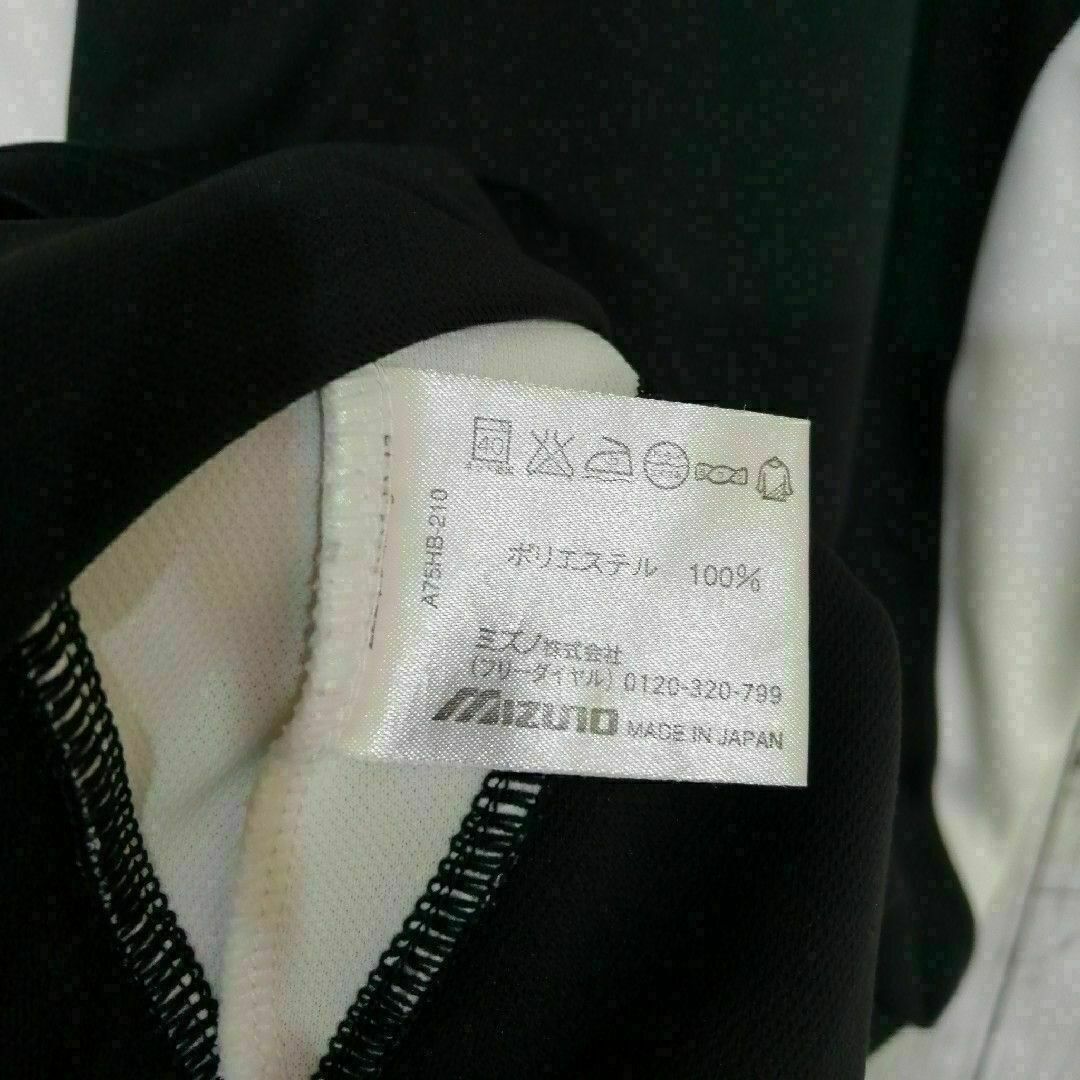 40
ポリエステル 100%
A75HB-210
ミズノ株式会社
(フリーダイヤル) 0120-320-799
MIZUNO MADE IN JAPAN